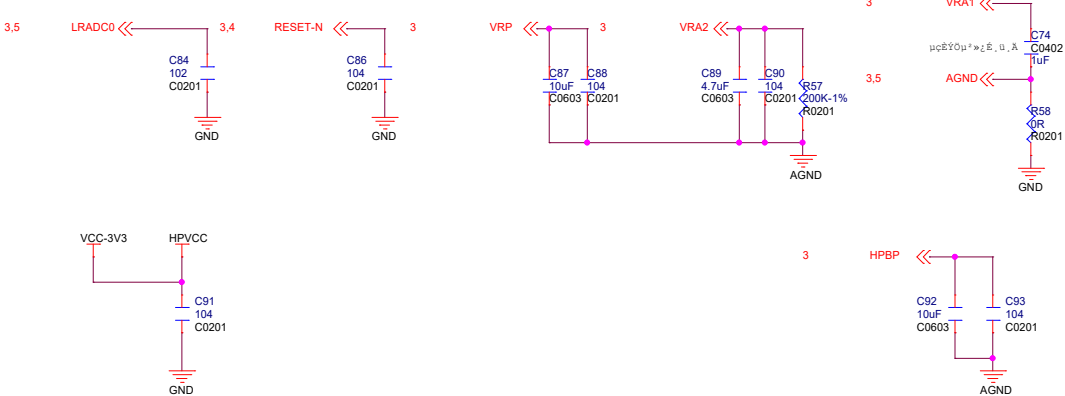 3
VRA1
3,5
LRADC0
3,4
RESET-N
3
VRP
3
VRA2
C84
102
C0201
GND
C86
104
C0201
GND
C87
10uF
C0603
C88
104
C0201
C89
4.7uF
C0603
C90
104
C0201
R57
200K-1%
R0201
AGND
C74
C0402
1uF
3,5
AGND
R58
0R
R0201
GND
VCC-3V3
HPVCC
C91
104
C0201
GND
3
HPBP
C92
10uF
C0603
C93
104
C0201
AGND